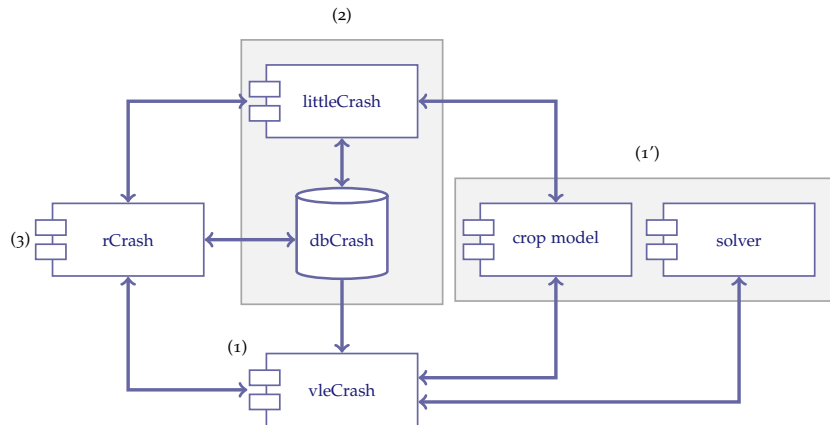 (2)
littleCrash
(1′)
(3)
rCrash
dbCrash
crop model
solver
(1)
vleCrash